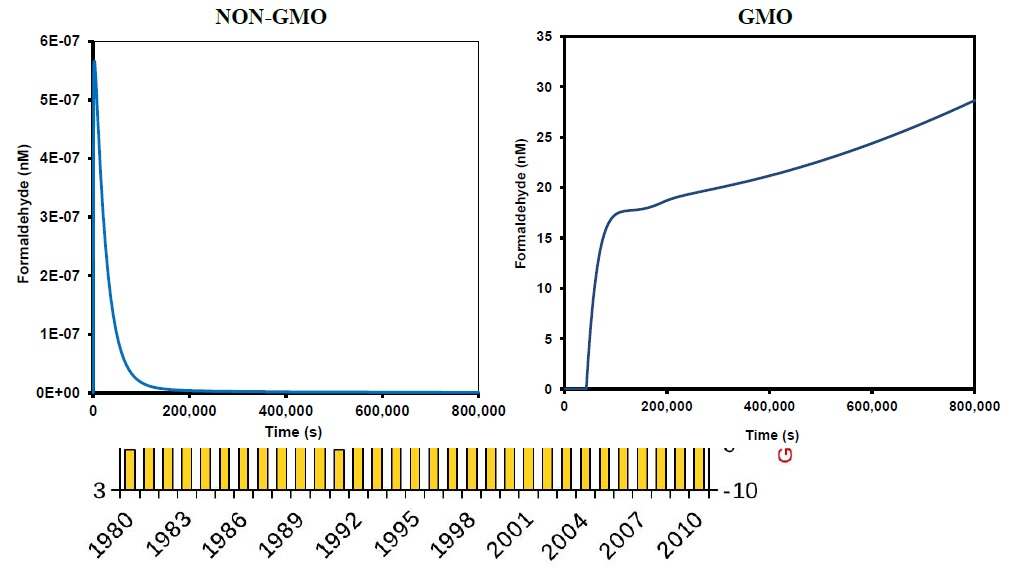 NON-GMO
6E-07
5E-07
4E-07
3E-07
2E-07
1E-07
0E+00
Formaldehyde (nM)
0 200,000 400,000 600,000 800,000
Time (s)
GMO
35
30
25
20
15
10
5
0
Formaldehyde (nM)
0 200,000 400,000 600,000 800,000
Time (s)
3
-10
G
1980 1983 1986 1989 1992 1995 1998 2001 2004 2007 2010